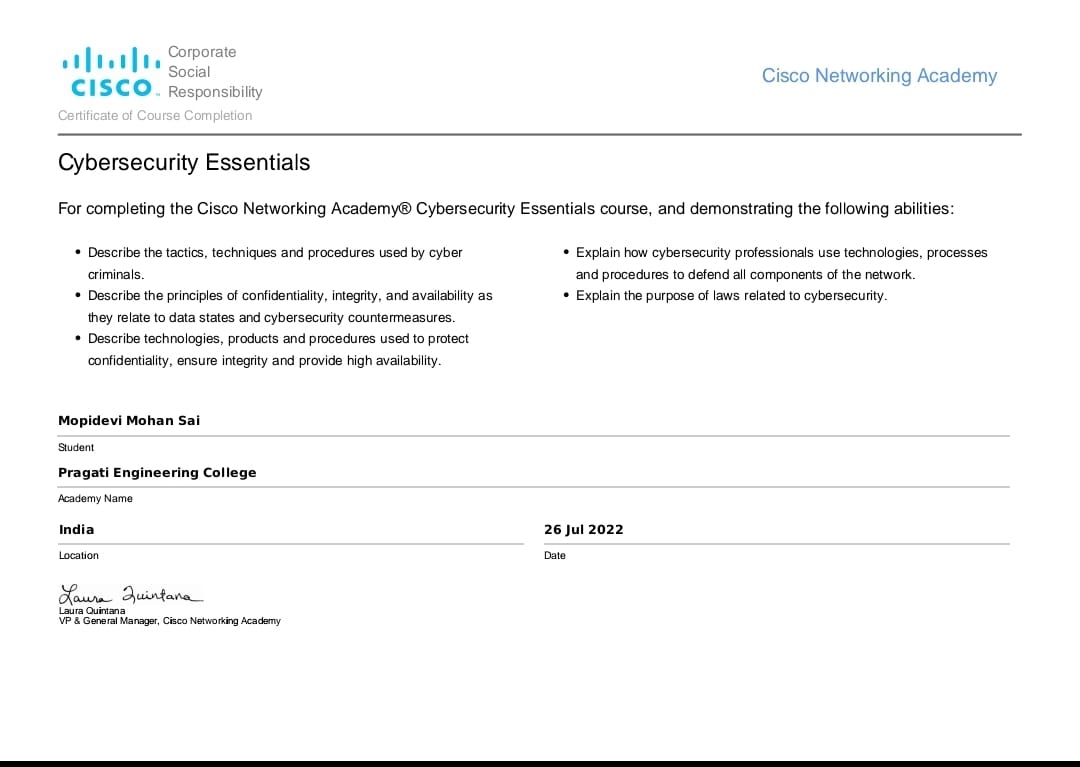 Corporate
Social
CISCO™ Responsibility
Cisco Networking Academy
Certificate of Course Completion
Cybersecurity Essentials
For completing the Cisco Networking Academy® Cybersecurity Essentials course, and demonstrating the following abilities:
• Describe the tactics, techniques and procedures used by cyber
criminals.
• Describe the principles of confidentiality, integrity, and availability as
they relate to data states and cybersecurity countermeasures.
• Describe technologies, products and procedures used to protect
confidentiality, ensure integrity and provide high availability.
• Explain how cybersecurity professionals use technologies, processes
and procedures to defend all components of the network.
• Explain the purpose of laws related to cybersecurity.
Mopidevi Mohan Sai
Student
Pragati Engineering College
Academy Name
India
Location
26 Jul 2022
Date
Laura Quintana
Laura Quintana
VP & General Manager, Cisco Networking Academy